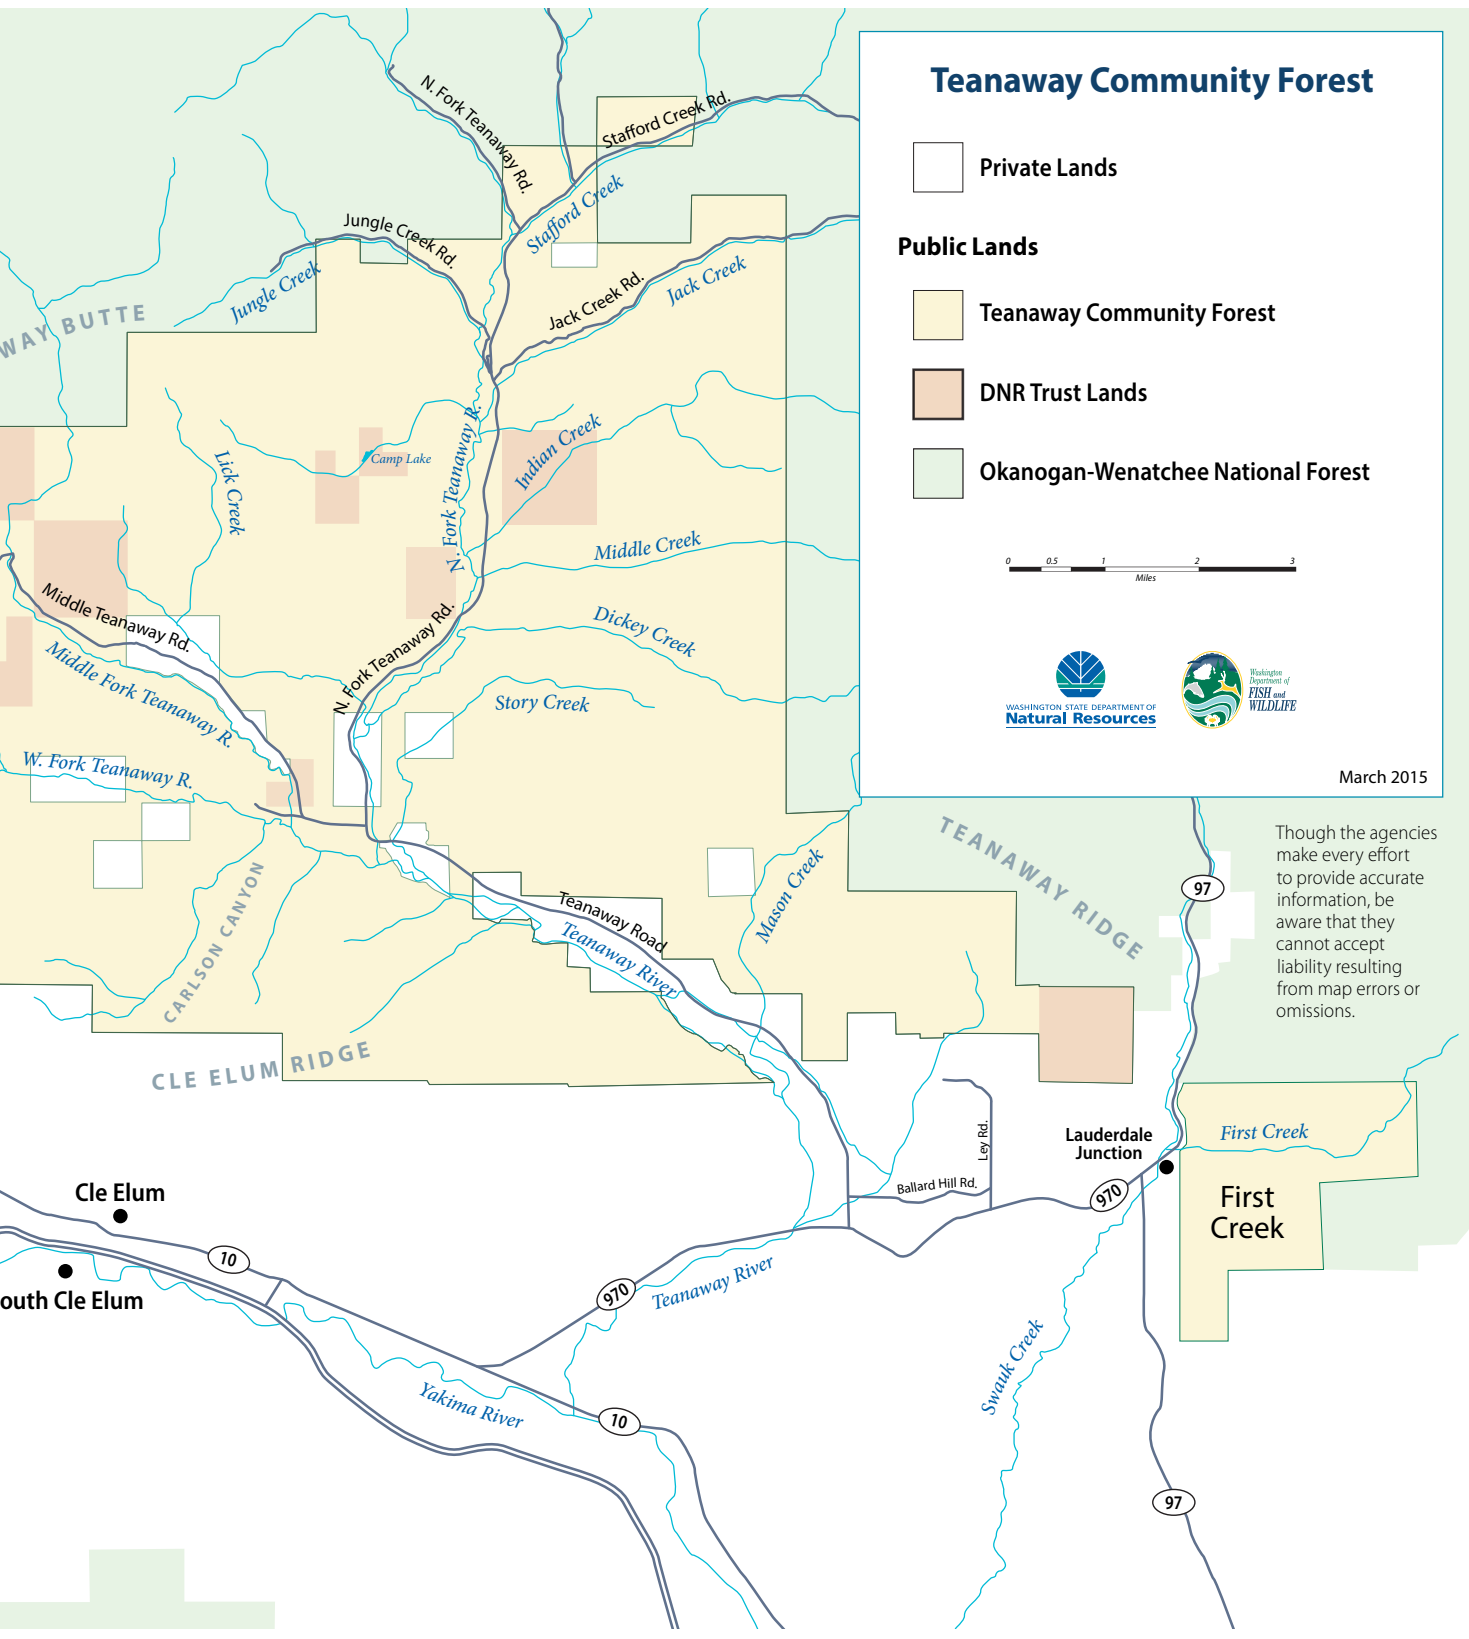 Teanaway Community Forest
Private Lands
Public Lands
Teanaway Community Forest
DNR Trust Lands
Okanogan-Wenatchee National Forest
0 0.5 1 2 3
Miles
WASHINGTON STATE DEPARTMENT OF
Natural Resources
Washington
Department of
FISH and
WILDLIFE
March 2015
Though the agencies
make every effort
to provide accurate
information, be
aware that they
cannot accept
liability resulting
from map errors or
omissions.
N. Fork Teanaway Rd.
Stafford Creek Rd.
Stafford Creek
Jungle Creek Rd.
Jungle Creek
Jack Creek Rd.
Jack Creek
WAY BUTTE
Lick Creek
Camp Lake
N. Fork Teanaway R.
Indian Creek
Middle Creek
Middle Teanaway Rd.
N. Fork Teanaway Rd.
Dickey Creek
Middle Fork Teanaway R.
Story Creek
W. Fork Teanaway R.
TEANAWAY RIDGE
97
Mason Creek
CARLSON CANYON
Teanaway Road
Teanaway River
CLE ELUM RIDGE
Ley Rd.
Lauderdale
Junction
First Creek
Ballard Hill Rd.
970
First
Creek
Cle Elum
10
outh Cle Elum
970
Teanaway River
Swauk Creek
Yakima River
10
97